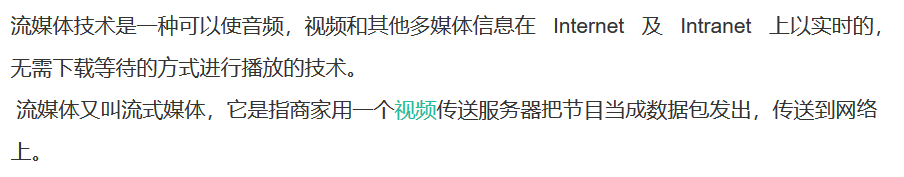 流媒体技术是一种可以使音频，视频和其他多媒体信息在 Internet 及 Intranet 上以实时的，
无需下载等待的方式进行播放的技术。
流媒体又叫流式媒体，它是指商家用一个视频传送服务器把节目当成数据包发出，传送到网络
上。